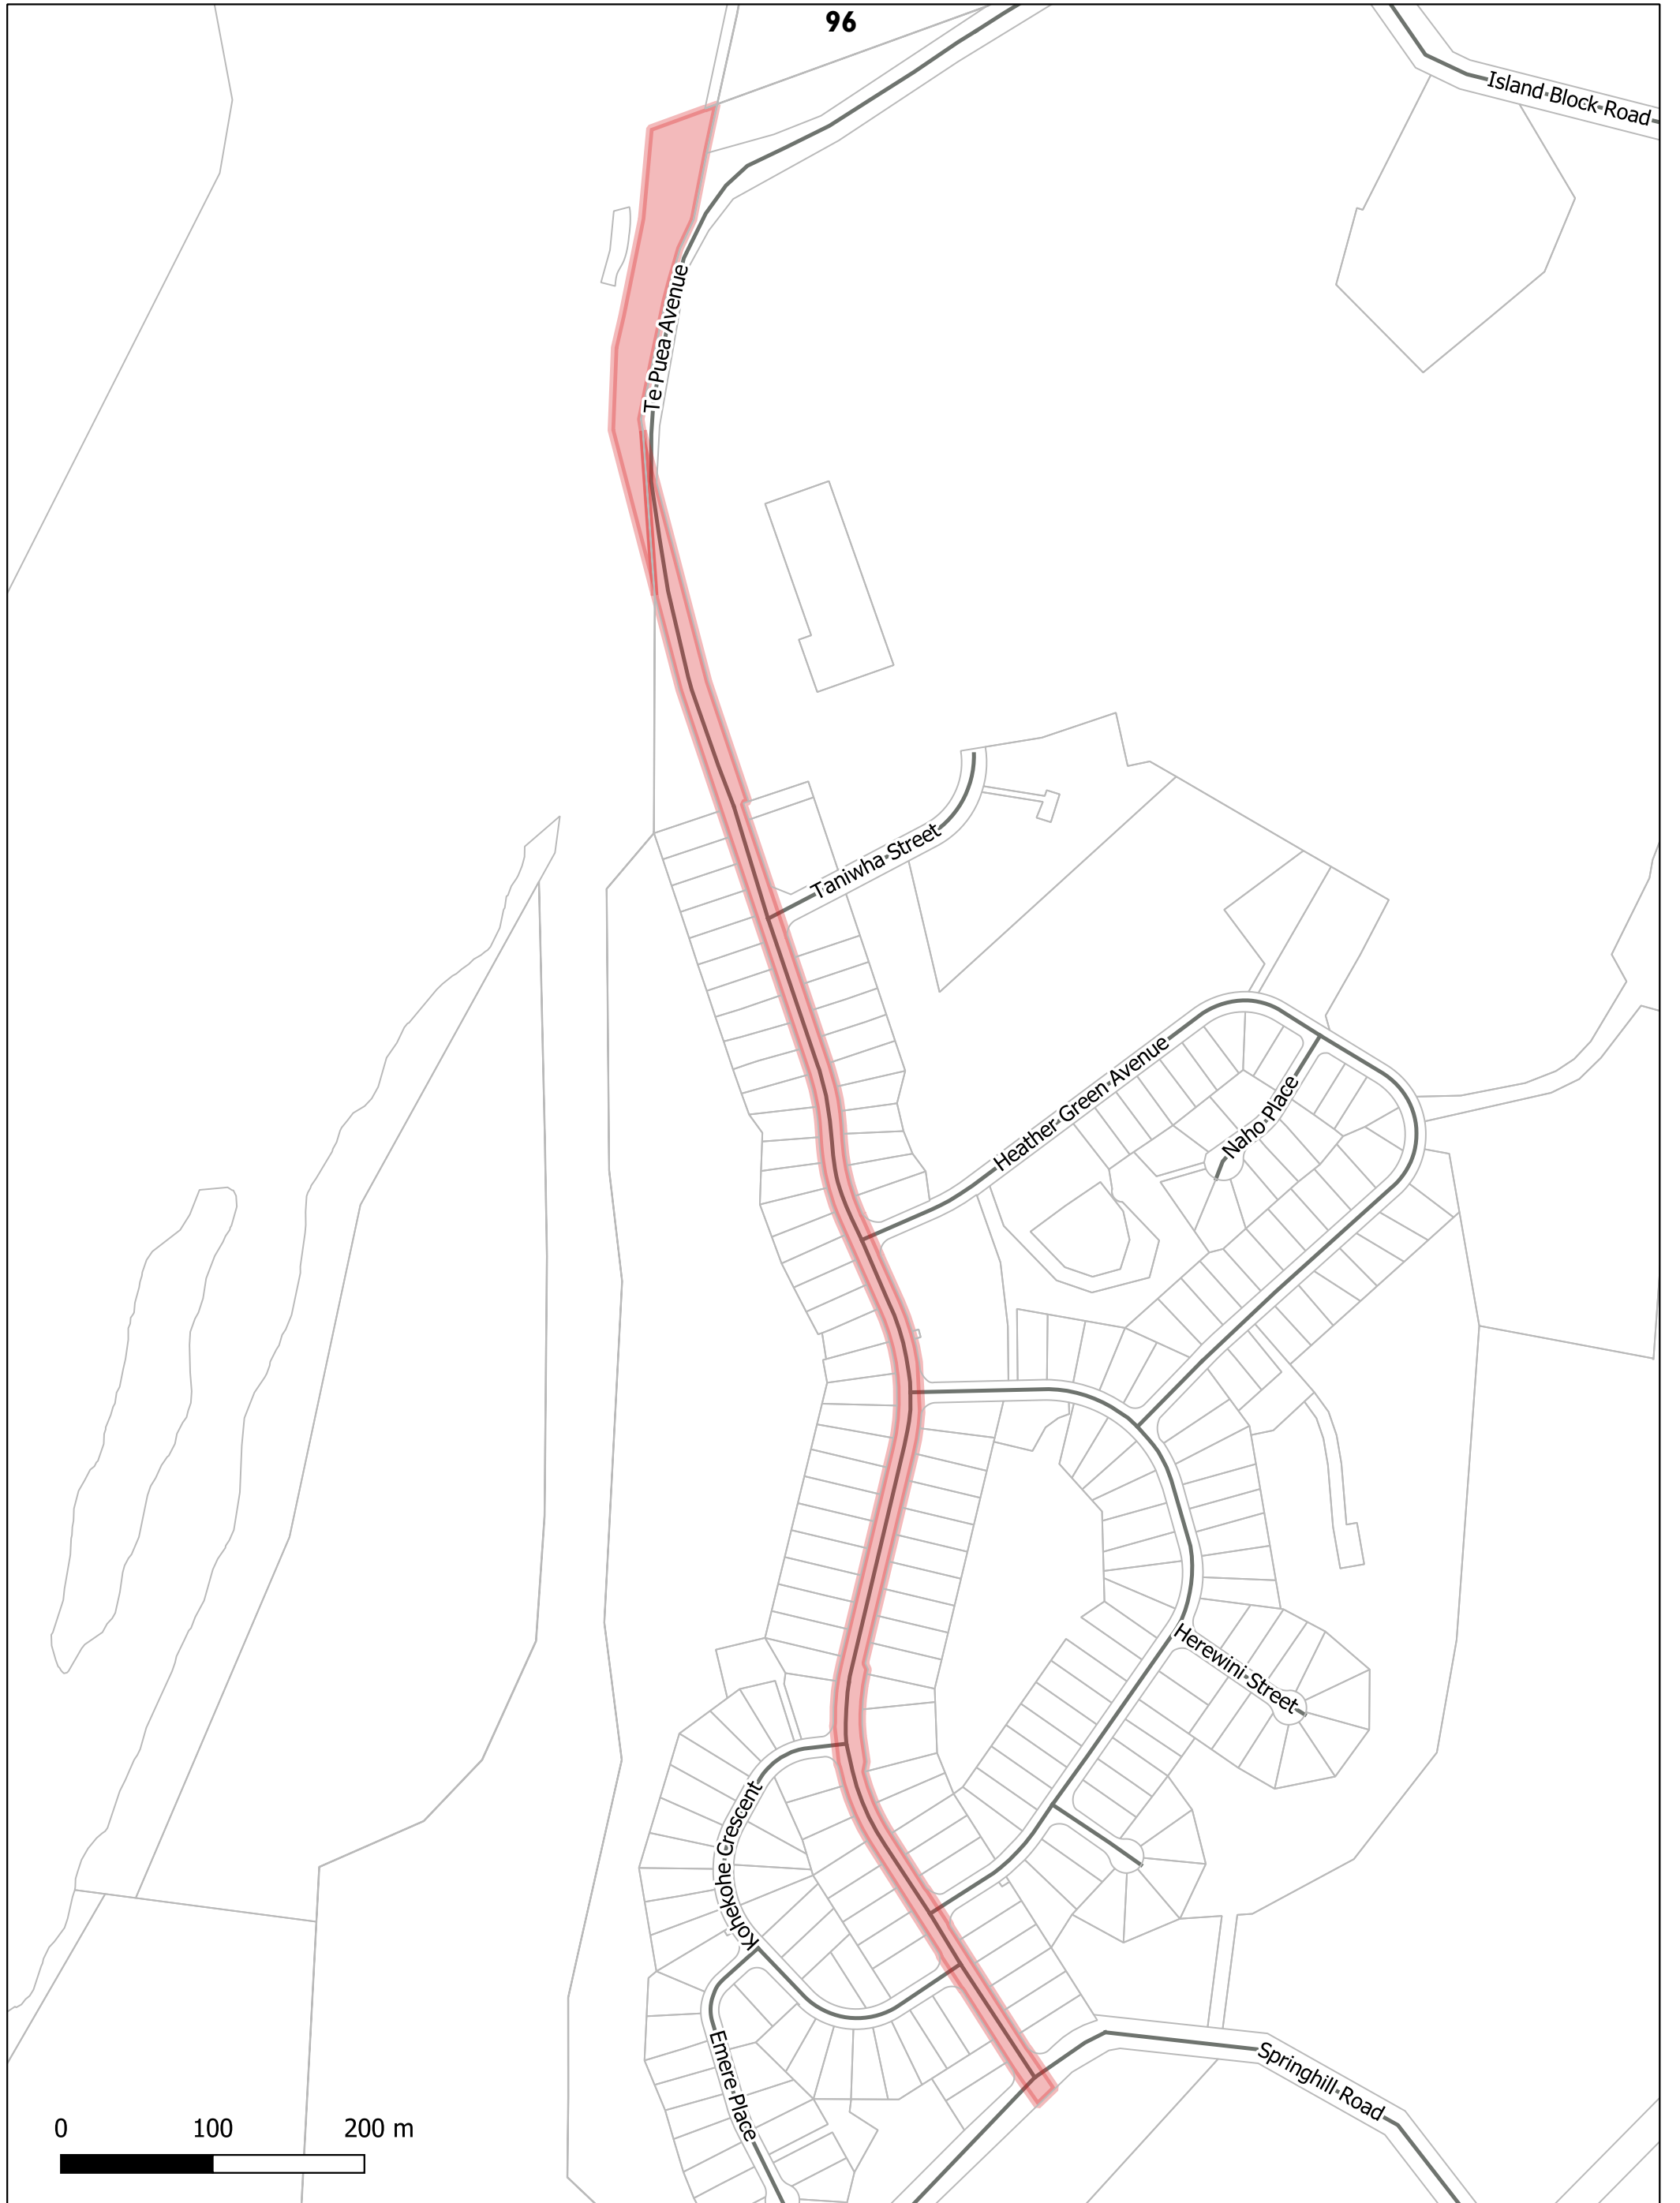 96
Island Block Road
Te Puea Avenue
Taniwha Street
Heather Green Avenue
Naho Place
Herewini Street
Kohekohe Crescent
Emere Place
Springhill Road
0 100 200 m